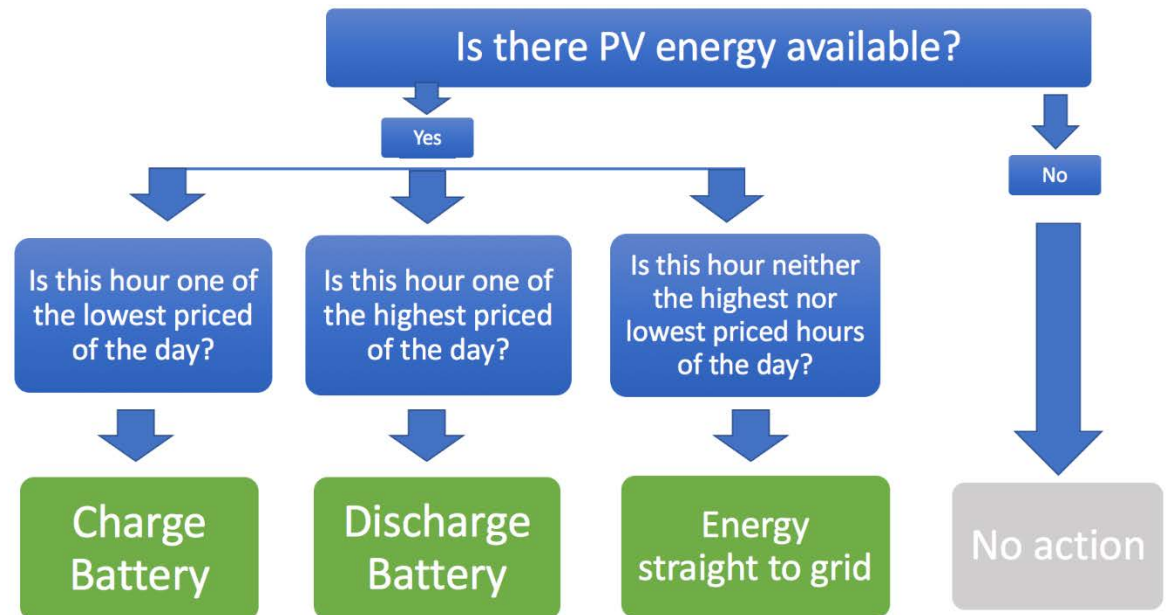 Is there PV energy available?
Yes
No
Is this hour one of
the lowest priced
of the day?
Is this hour one of
the highest priced
of the day?
Is this hour neither
the highest nor
lowest priced hours
of the day?
Charge
Battery
Discharge
Battery
Energy
straight to grid
No action